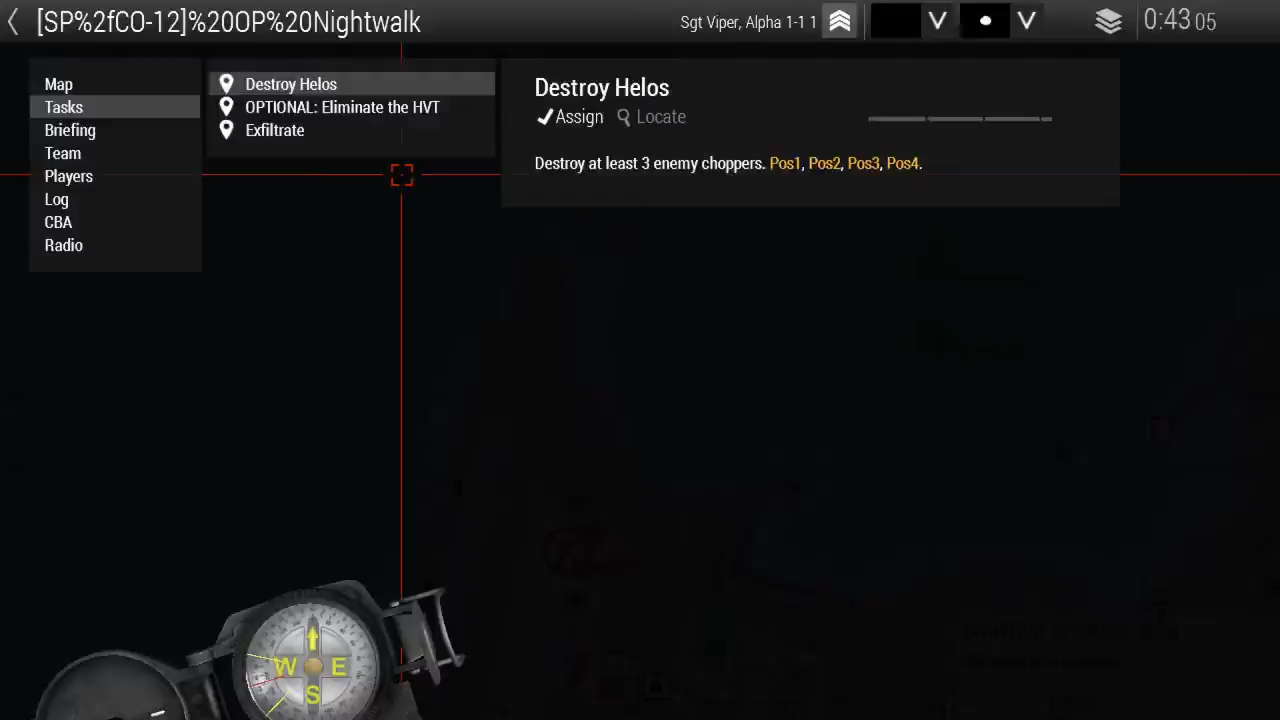 [SP%2fCO-12]%20OP%20Nightwalk
Sgt Viper, Alpha 1-1 1
0:43 05
Map
Tasks
Briefing
Team
Players
Log
CBA
Radio
Destroy Helos
OPTIONAL: Eliminate the HVT
Exfiltrate
Destroy Helos
Assign
Locate
Destroy at least 3 enemy choppers. Pos1, Pos2, Pos3, Pos4.
W E
S